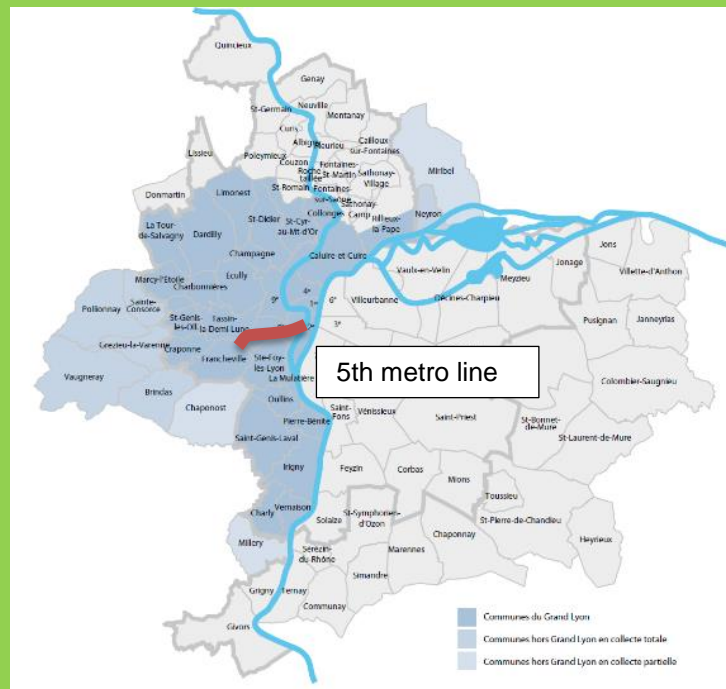 Quincieux
Genay
St-Germain
Neuville
Montanay
Curis
Albigny
Fleurieu
Cailloux
sur-Fontaines
Lissieu
Poleymieux
Couzon
Roche
taillée
Fontaines-
St-Martin
Sathonay-
Village
Miribel
Donmartin
Limonest
St-Romain
Fontaines-
sur-Saône
Sathonay-
Camp
Collonges
Rillieux-
la-Pape
Neyron
La Tour-
de-Salvagny
Dardilly
St-Didier
St-Cyr-
au-Mt-d'Or
Champagne
Caluire et Cuire
Jons
Marcy-l'Etoile
Ecully
Charbonnières
Vaulx-en-Velin
Meyzieu
Jonage
Villette-d'Anthon
Pollionnay
Sainte-
Consorce
9e
4e
1er
6e
Villeurbanne
Décines-Charpieu
St-Genis-
les-Oll.
Tassin-
la-Demi-Lune
3e
Pusignan
Janneyrias
Grezieu-la-Varenne
Craponne
Francheville
Ste-Foy-
lès-Lyon
La Mulatière
5th metro line
Vaugneray
Brindas
Chaponost
Oullins
Colombier-Saugnieu
Pierre-Bénite
Saint-
Fons
Vénissieux
Saint-Priest
St-Bonnet-
de-Mure
Saint-Genis-Laval
St-Laurent-de-Mure
Irigny
Feyzin
Corbas
Mions
Toussieu
Vernaison
Charly
Solaize
St-Symphorien
d'Ozon
St-Pierre-de-Chandieu
Millery
Chaponnay
Heyrieux
Sérézin-
du-Rhône
Marennes
Simandre
Grigny
Ternay
Communay
Givors
Communes du Grand Lyon
Communes hors Grand Lyon en collecte totale
Communes hors Grand Lyon en collecte partielle